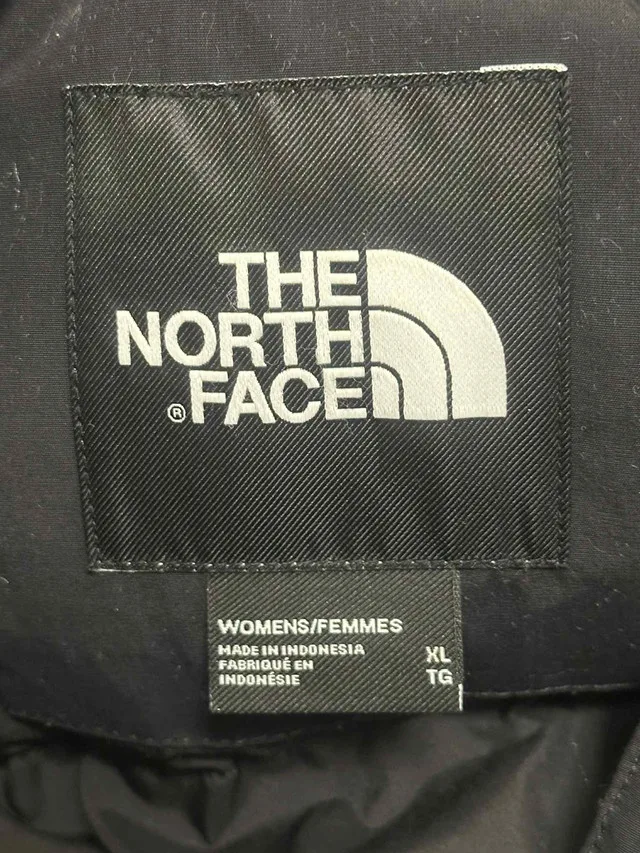 THE
NORTH
® FACE
WOMENS/FEMMES
MADE IN INDONESIA
FABRIQUÉ EN
INDONÉSIE
XL
TG